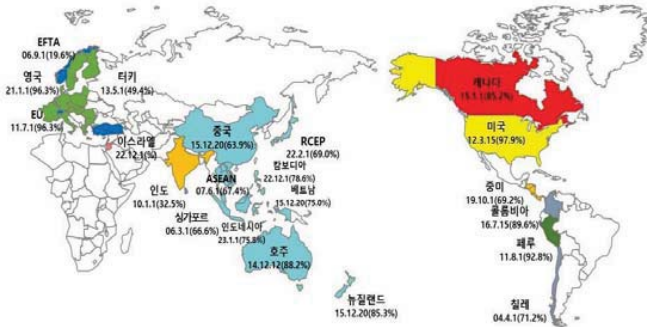 EFTA
06.9.1(19.6%)
영국
21.1.1(96.3%)
EU
11.7.1(96.3%)
터키
13.5.1(49.4%)
이스라엘
22.12.1(%)
중국
15.12.20(63.9%)
RCEP
22.2.1(69.0%)
캄보디아
22.12.1(78.6%)
ASEAN
07.6.1(67.4%)
베트남
15.12.20(75.0%)
인도
10.1.1(32.5%)
싱가포르
06.3.1(66.6%)
인도네시아
23.1.1(75.8%)
호주
14.12.12(88.2%)
뉴질랜드
15.12.20(85.3%)
캐나다
15.1.1(85.2%)
미국
12.3.15(97.9%)
중미
19.10.1(69.2%)
콜롬비아
16.7.15(89.6%)
페루
11.8.1(92.8%)
칠레
04.4.1(71.2%)